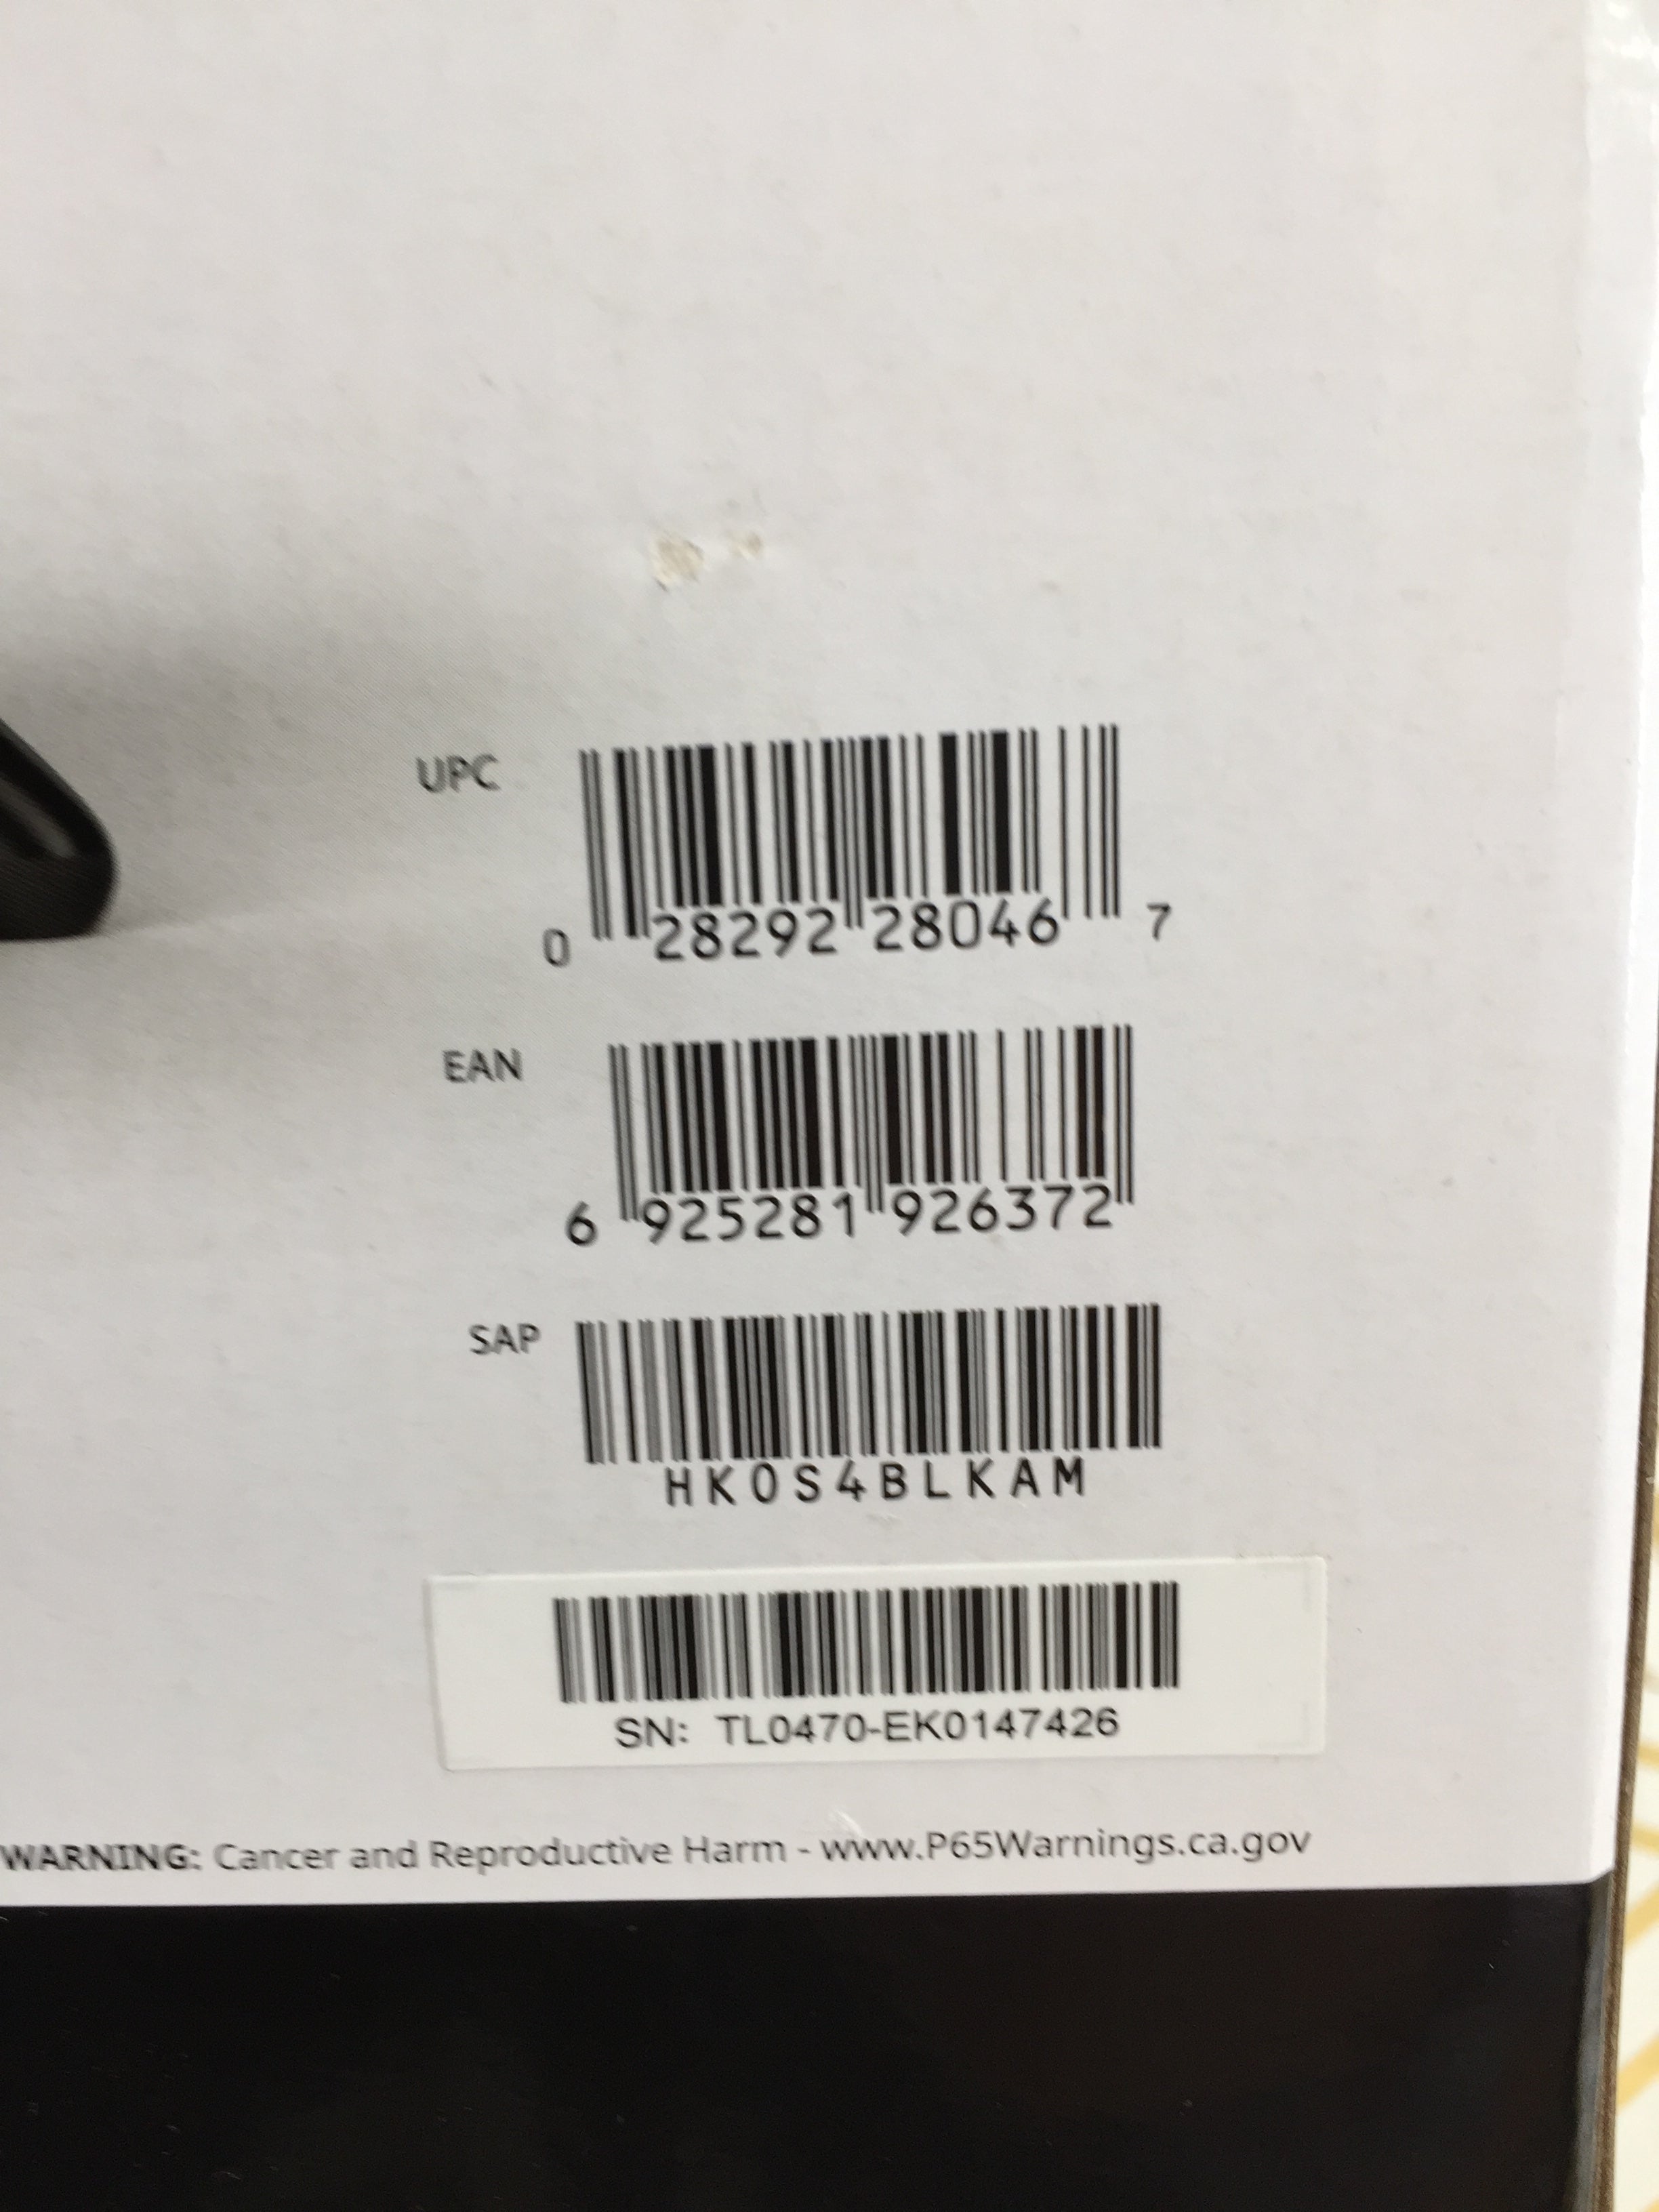 UPC
0 28292 28046 7
EAN
6 925281 926372
SAP
HKOS4BLKAM
SN: TL0470-EK0147426
WARNING: Cancer and Reproductive Harm - www.P65Warnings.ca.gov